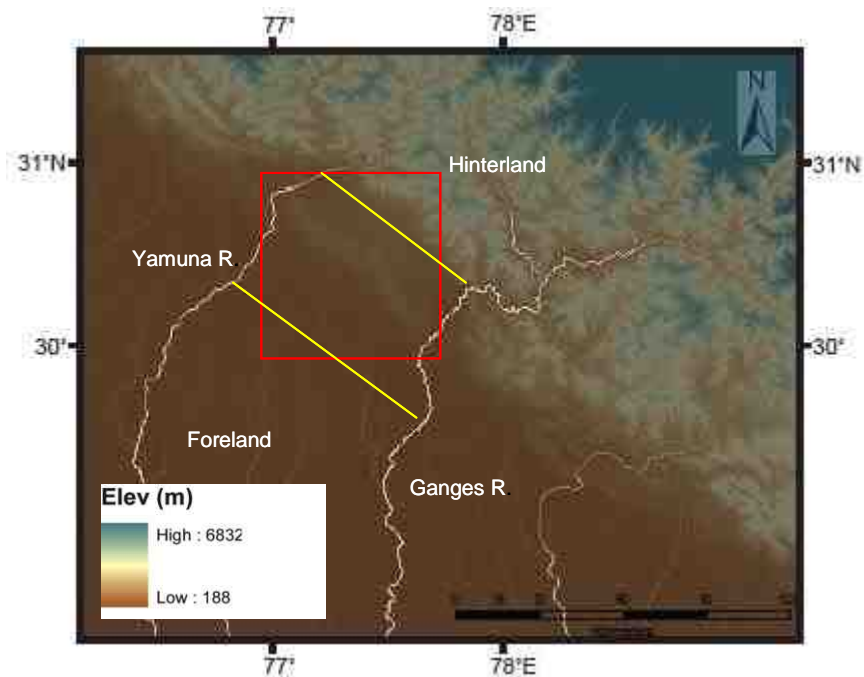 77° 78°E
N
31°N 31°N
Hinterland
Yamuna R
30° 30°
Foreland
Ganges R.
Elev (m)
High : 6832
Low : 188
77° 78°E